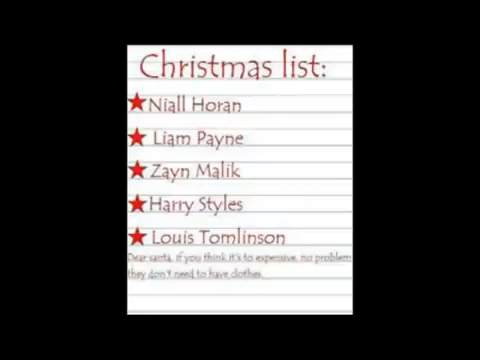 Christmas list:
Niall Horan
Liam Payne
Zayn Malik
Harry Styles
Louis Tomlinson
Dear santa, if you think it's to expensive, no problem
they don't need to have clothes.